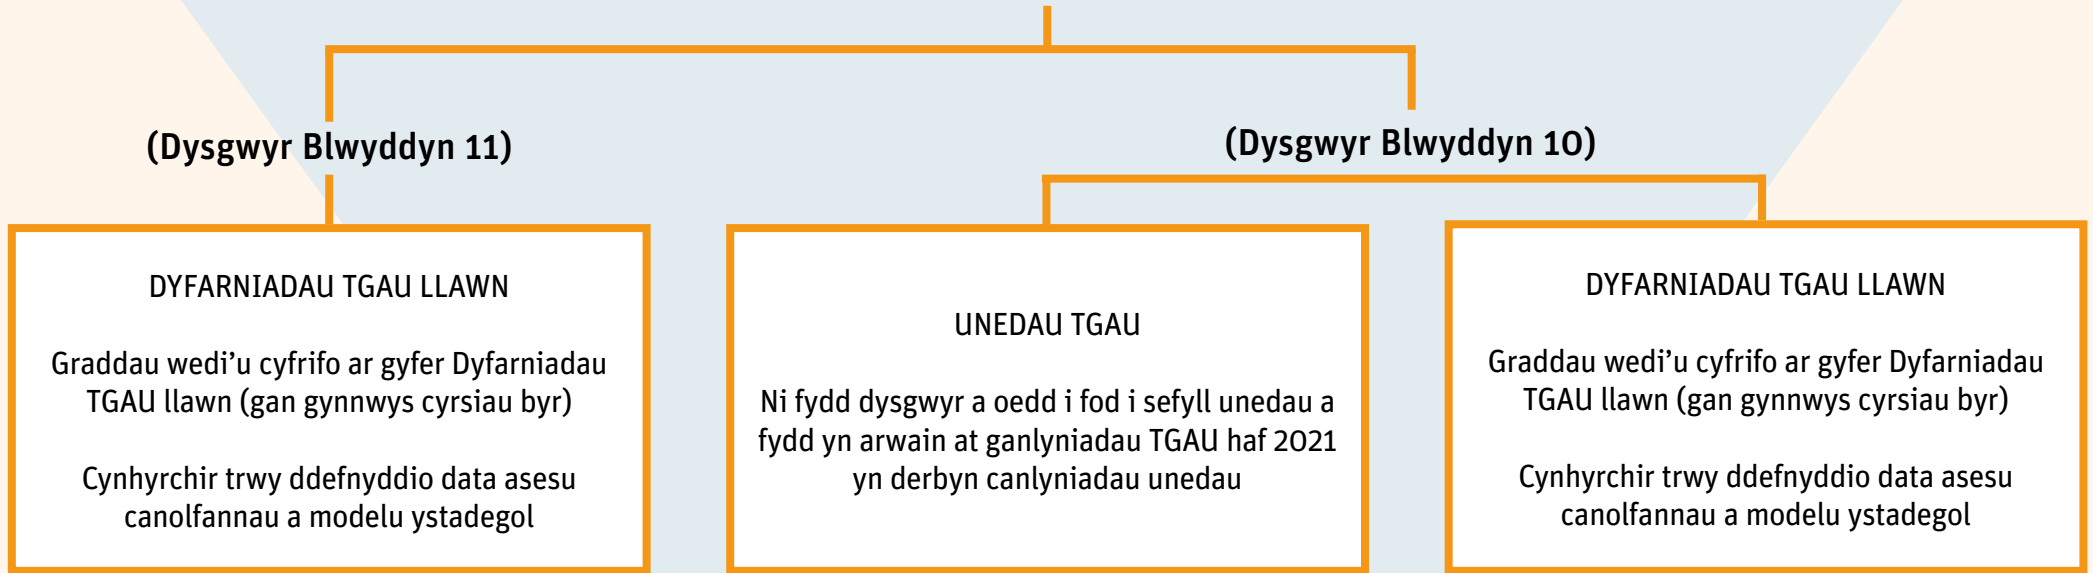 (Dysgwyr Blwyddyn 11)
(Dysgwyr Blwyddyn 10)
DYFARNIADAU TGAU LLAWN
Graddau wedi’u cyfrifo ar gyfer Dyfarniadau
TGAU llawn (gan gynnwys cyrsiau byr)
Cynhyrchir trwy ddefnyddio data asesu
canolfannau a modelu ystadegol
UNEDAU TGAU
Ni fydd dysgwyr a oedd i fod i sefyll unedau a
fydd yn arwain at ganlyniadau TGAU haf 2021
yn derbyn canlyniadau unedau
DYFARNIADAU TGAU LLAWN
Graddau wedi’u cyfrifo ar gyfer Dyfarniadau
TGAU llawn (gan gynnwys cyrsiau byr)
Cynhyrchir trwy ddefnyddio data asesu
canolfannau a modelu ystadegol